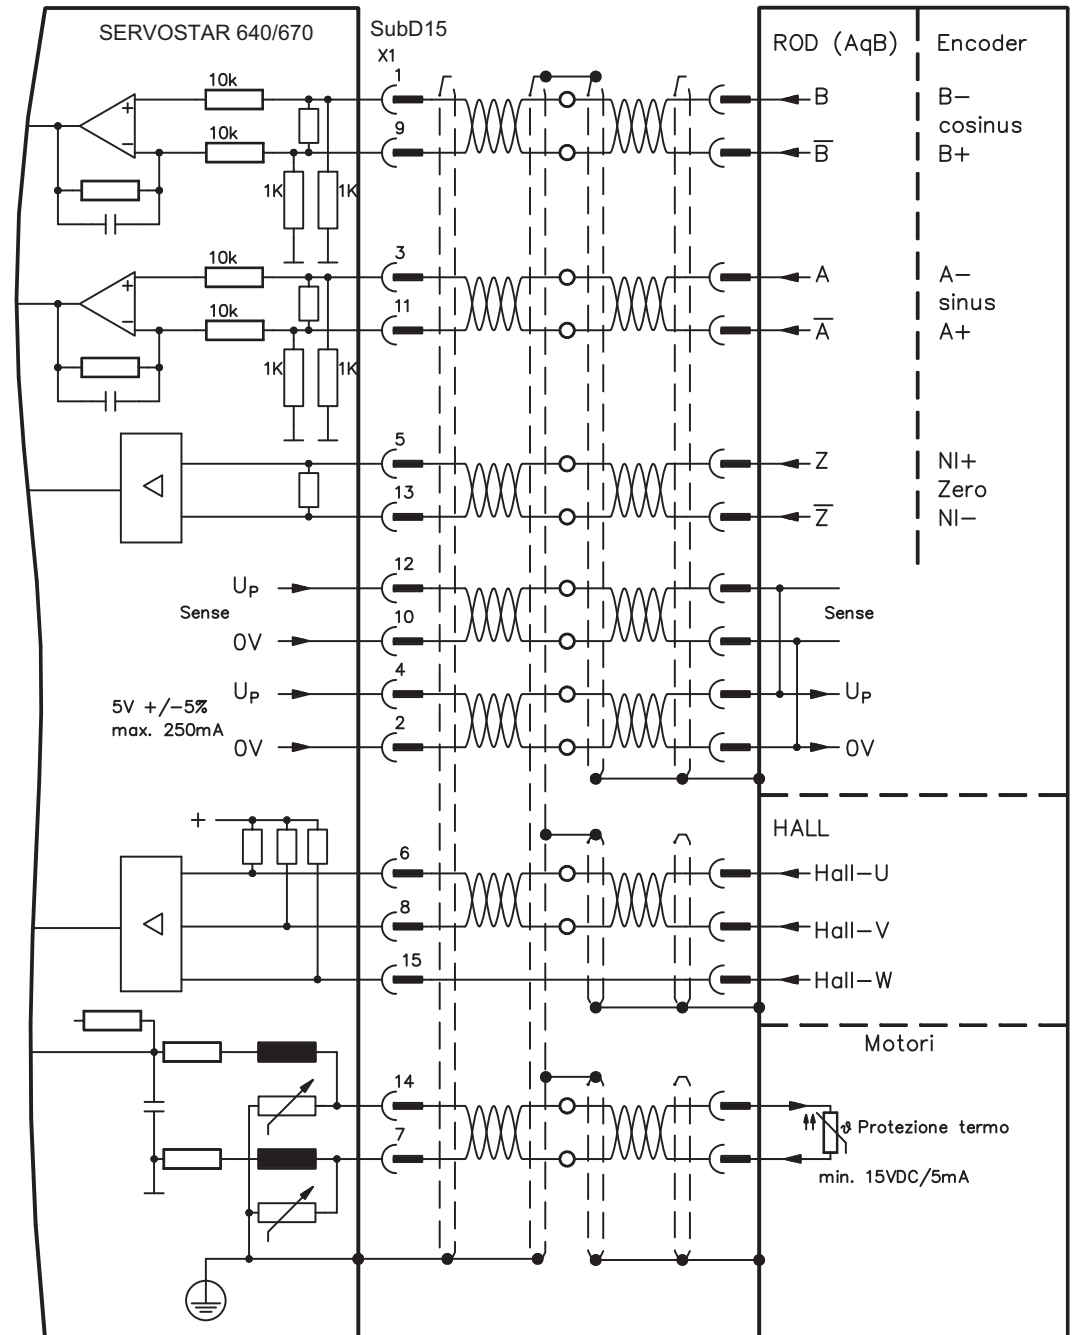 SERVOSTAR 640/670
SubD15
X1
ROD (AqB)
Encoder
10k
1
B
B−
cosinus
10k
9
B̅
B+
1K
1K
10k
3
A
A−
sinus
10k
11
A̅
A+
1K
1K
5
Z
NI+
Zero
13
Z̅
NI−
UP
12
Sense
Sense
0V
10
5V +/−5%
max. 250mA
UP
4
UP
0V
2
0V
+
HALL
6
Hall−U
8
Hall−V
15
Hall−W
Motori
14
ϑ Protezione termo
7
min. 15VDC/5mA